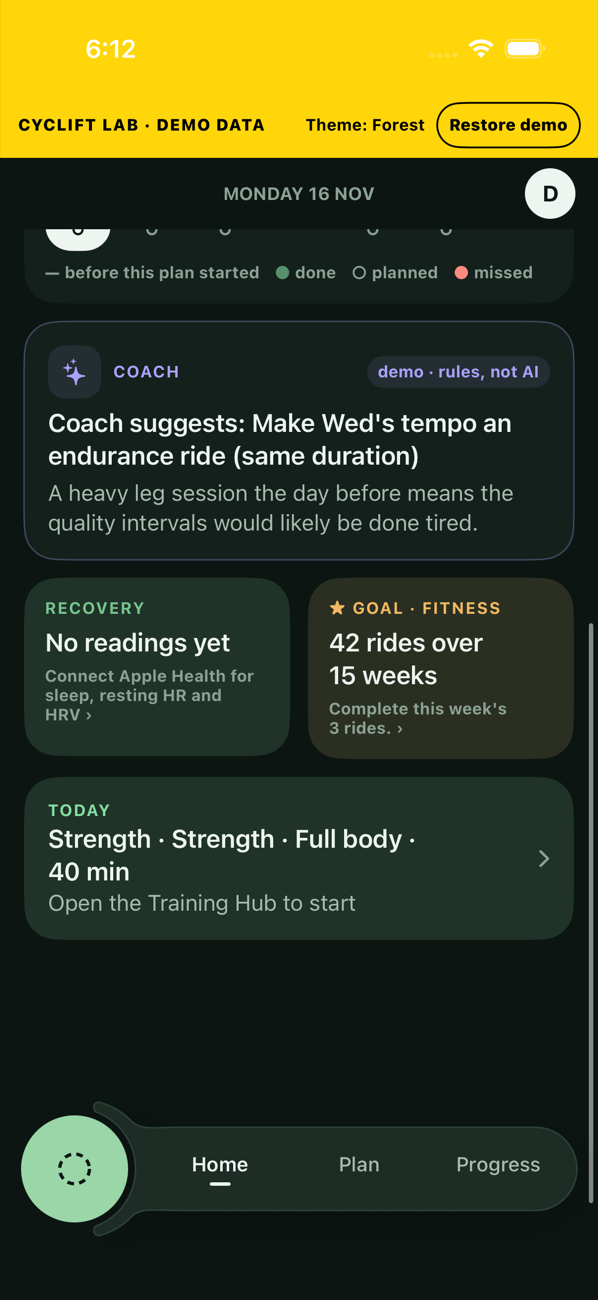 6:12
CYCLIFT LAB · DEMO DATA
Theme: Forest
Restore demo
MONDAY 16 NOV
D
— before this plan started
done
planned
missed
COACH
demo · rules, not AI
Coach suggests: Make Wed's tempo an
endurance ride (same duration)
A heavy leg session the day before means the
quality intervals would likely be done tired.
RECOVERY
No readings yet
Connect Apple Health for
sleep, resting HR and
HRV ›
GOAL · FITNESS
42 rides over
15 weeks
Complete this week's
3 rides. ›
TODAY
Strength · Strength · Full body ·
40 min
Open the Training Hub to start
Home
Plan
Progress